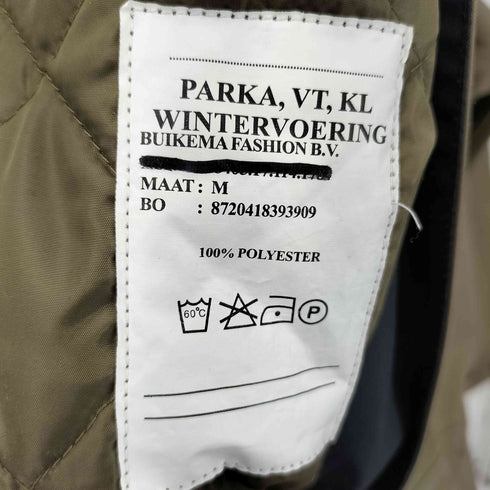 PARKA, VT, KL
WINTERVOERING
BUIKEMA FASHION B.V.
MAAT : M
BO : 8720418393909
100% POLYESTER
60°C
P